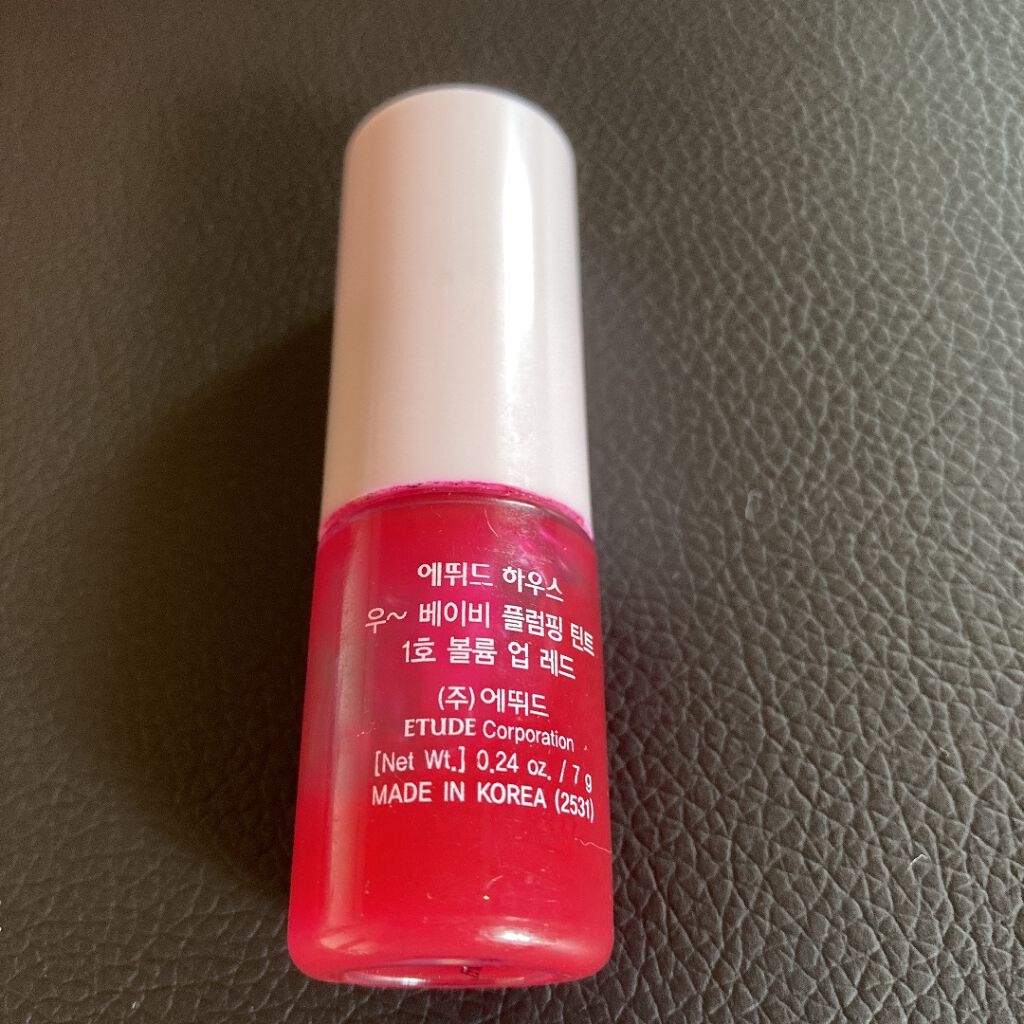 에뛰드 하우스
우~ 베이비 플럼핑 틴트
1호 볼륨 업 레드
(주)에뛰드
ETUDE Corporation
[Net Wt.] 0.24 oz. / 7 g
MADE IN KOREA (2531)